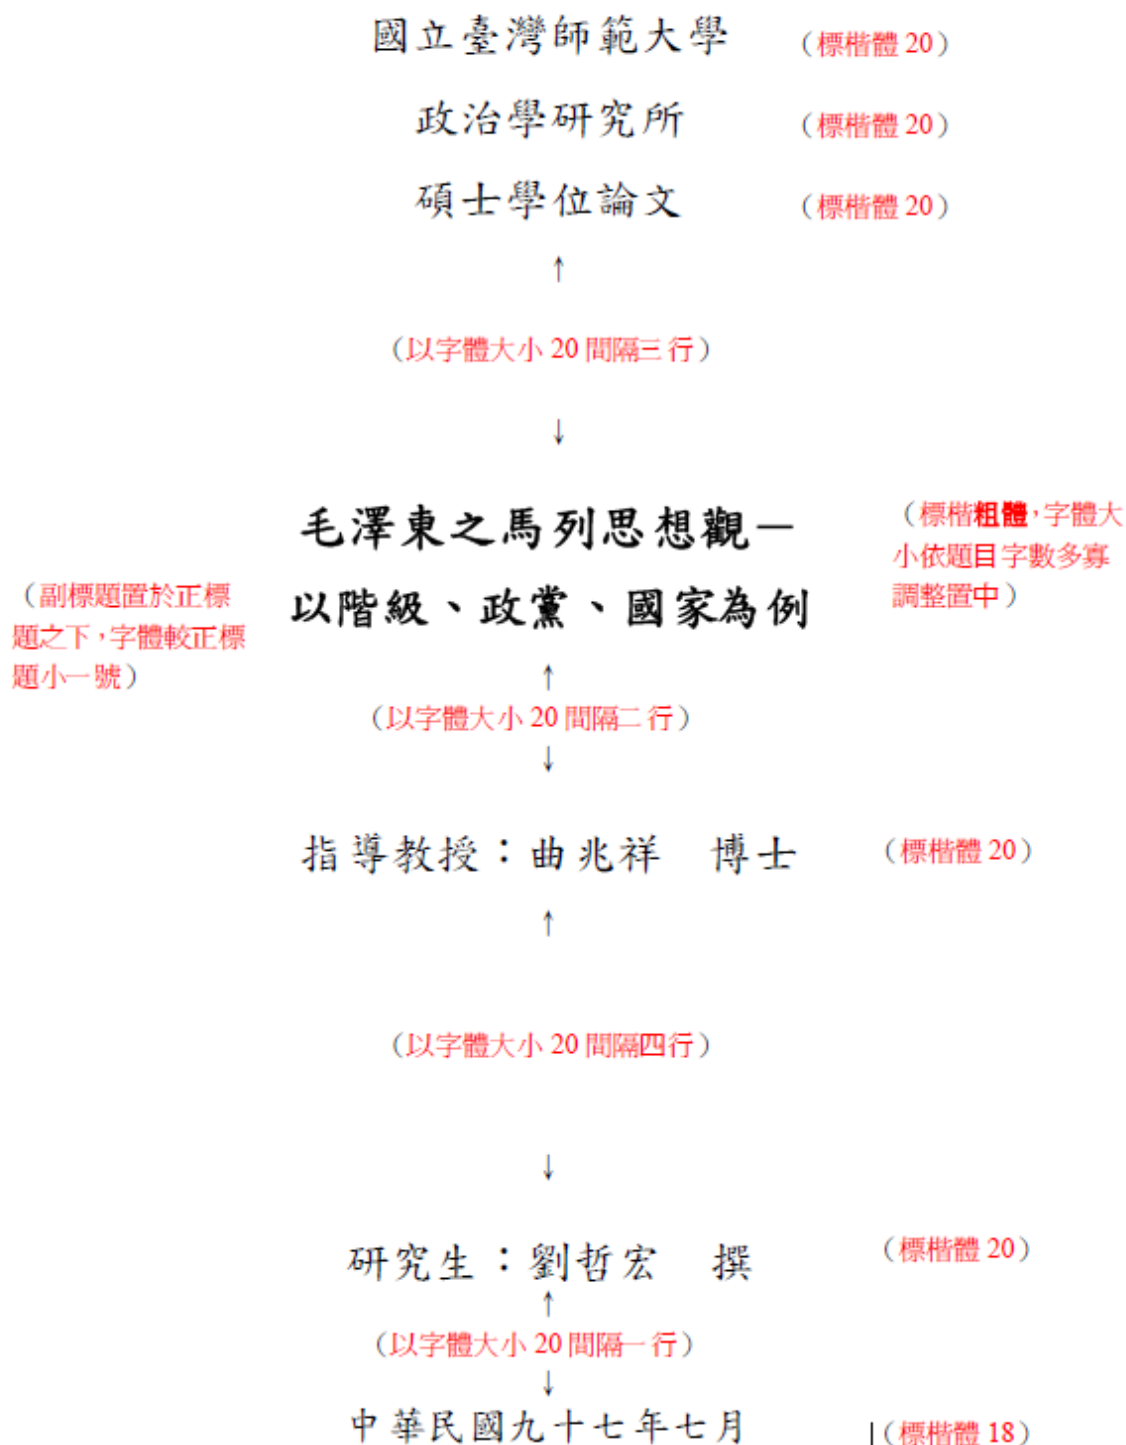 國立臺灣師範大學 （標楷體 20）
政治學研究所 （標楷體 20）
碩士學位論文 （標楷體 20）
↑
（以字體大小 20 間隔三行）
↓
毛澤東之馬列思想觀－
（標楷粗體，字體大
小依題目字數多寡
調整置中）
以階級、政黨、國家為例
（副標題置於正標
題之下，字體較正標
題小一號）
↑
（以字體大小 20 間隔二行）
↓
指導教授：曲兆祥　博士 （標楷體 20）
↑
（以字體大小 20 間隔四行）
↓
研究生：劉哲宏　撰 （標楷體 20）
↑
（以字體大小 20 間隔一行）
↓
中華民國九十七年七月 （標楷體 18）